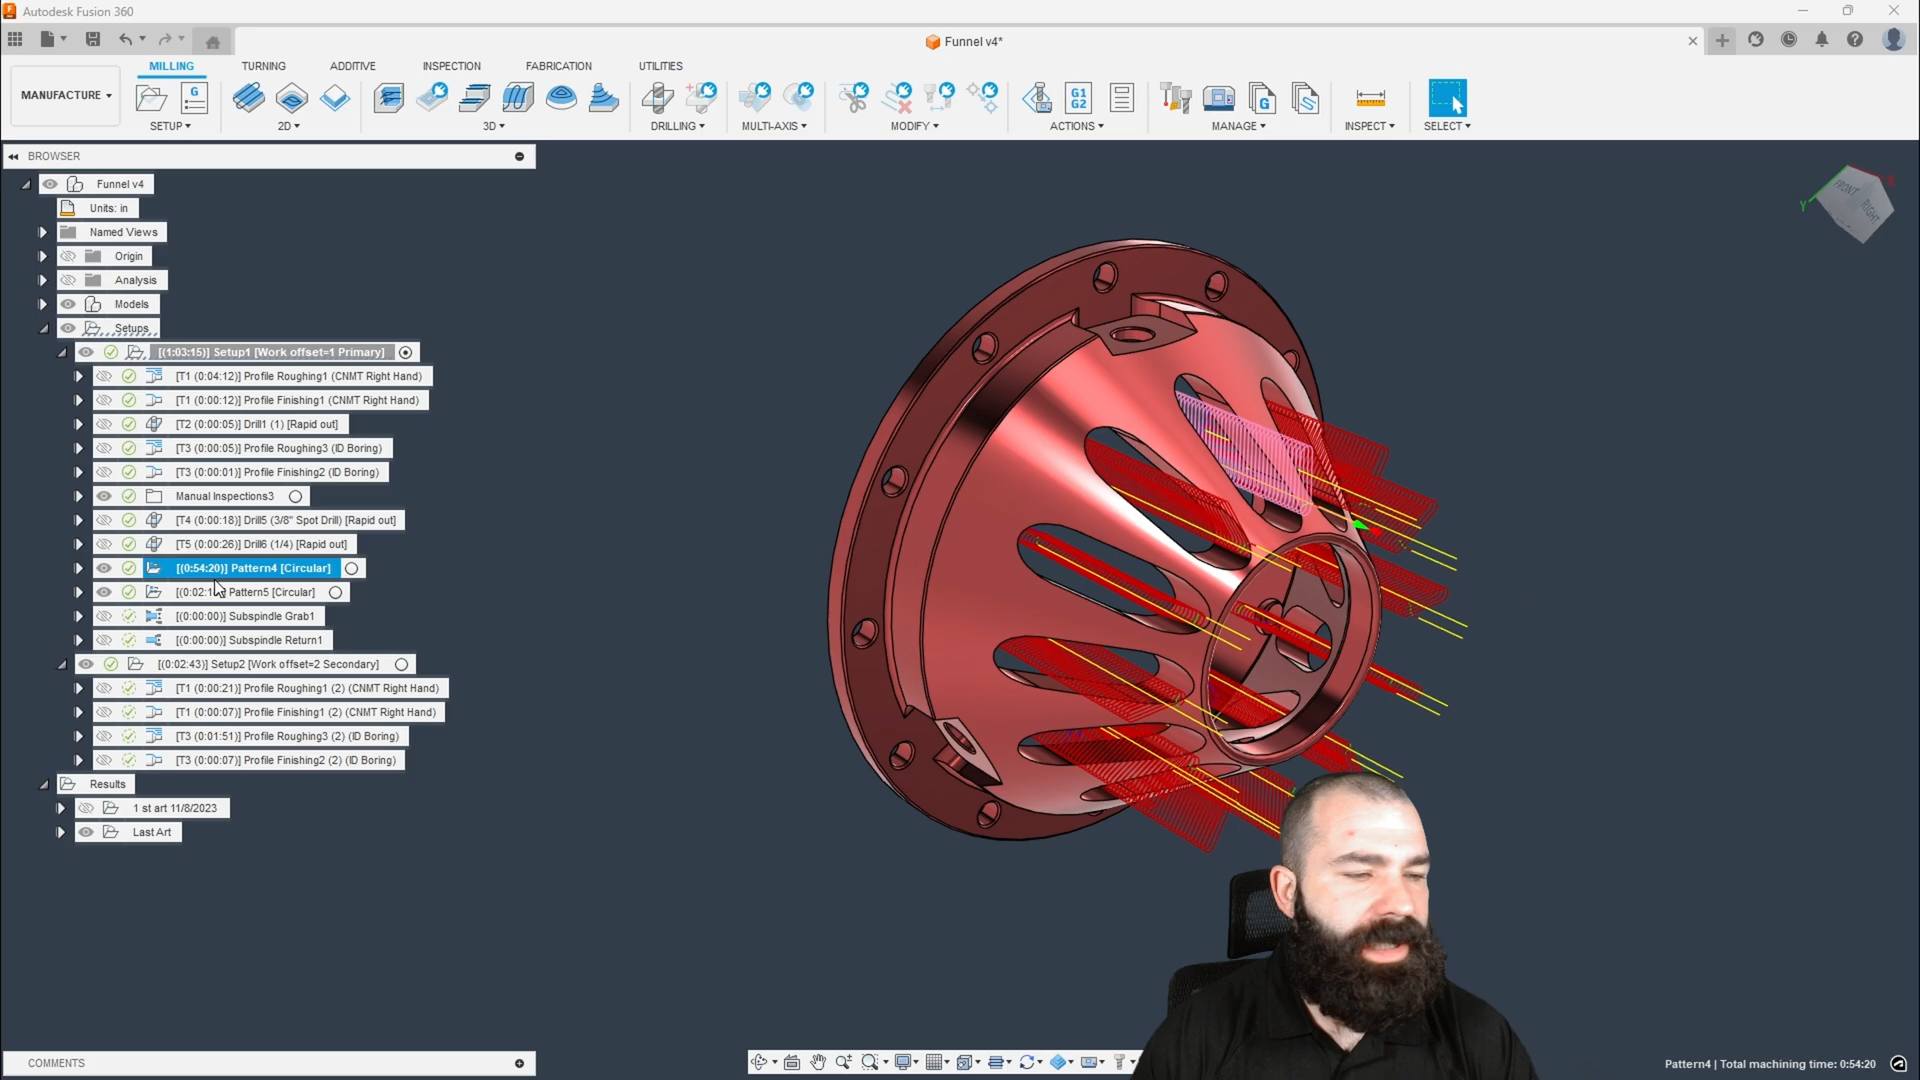 Autodesk Fusion 360
Funnel v4*
MILLING TURNING ADDITIVE INSPECTION FABRICATION UTILITIES
MANUFACTURE
G
G1
G2
G
S
SETUP 2D 3D DRILLING MULTI-AXIS MODIFY ACTIONS MANAGE INSPECT SELECT
BROWSER
Funnel v4
Units: in
Named Views
Origin
Analysis
Models
Setups
[(1:03:15)] Setup1 [Work offset=1 Primary]
[T1 (0:04:12)] Profile Roughing1 (CNMT Right Hand)
[T1 (0:00:12)] Profile Finishing1 (CNMT Right Hand)
[T2 (0:00:05)] Drill1 (1) [Rapid out]
[T3 (0:00:05)] Profile Roughing3 (ID Boring)
[T3 (0:00:01)] Profile Finishing2 (ID Boring)
Manual Inspections3
[T4 (0:00:18)] Drill5 (3/8" Spot Drill) [Rapid out]
[T5 (0:00:26)] Drill6 (1/4) [Rapid out]
[(0:54:20)] Pattern4 [Circular]
[(0:02:1 Pattern5 [Circular]
[(0:00:00)] Subspindle Grab1
[(0:00:00)] Subspindle Return1
[(0:02:43)] Setup2 [Work offset=2 Secondary]
[T1 (0:00:21)] Profile Roughing1 (2) (CNMT Right Hand)
[T1 (0:00:07)] Profile Finishing1 (2) (CNMT Right Hand)
[T3 (0:01:51)] Profile Roughing3 (2) (ID Boring)
[T3 (0:00:07)] Profile Finishing2 (2) (ID Boring)
Results
1 st art 11/8/2023
Last Art
FRONT
RIGHT
Y
COMMENTS
Pattern4 | Total machining time: 0:54:20